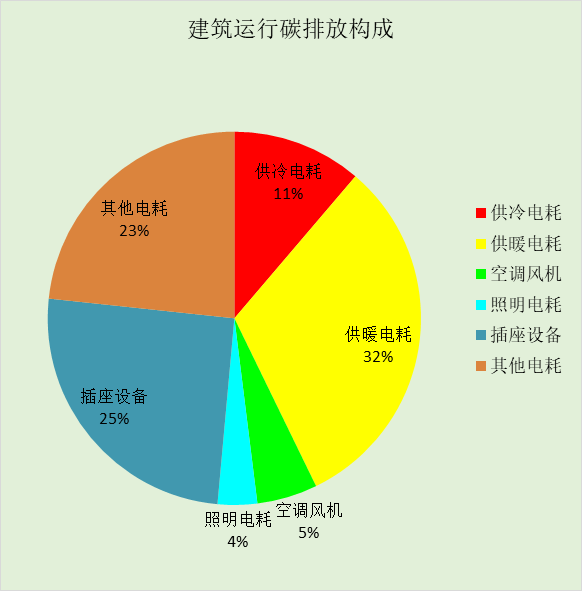 建筑运行碳排放构成
供冷电耗
11%
其他电耗
23%
供暖电耗
32%
插座设备
25%
照明电耗
4%
空调风机
5%
供冷电耗
供暖电耗
空调风机
照明电耗
插座设备
其他电耗